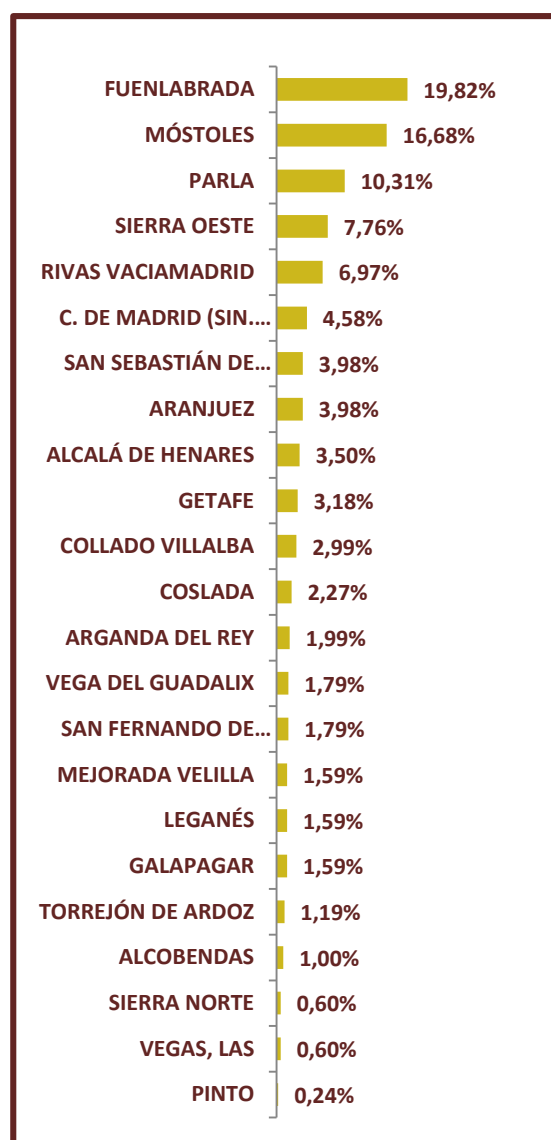 FUENLABRADA 19,82%
MÓSTOLES 16,68%
PARLA 10,31%
SIERRA OESTE 7,76%
RIVAS VACIAMADRID 6,97%
C. DE MADRID (SIN.... 4,58%
SAN SEBASTIÁN DE... 3,98%
ARANJUEZ 3,98%
ALCALÁ DE HENARES 3,50%
GETAFE 3,18%
COLLADO VILLALBA 2,99%
COSLADA 2,27%
ARGANDA DEL REY 1,99%
VEGA DEL GUADALIX 1,79%
SAN FERNANDO DE... 1,79%
MEJORADA VELILLA 1,59%
LEGANÉS 1,59%
GALAPAGAR 1,59%
TORREJÓN DE ARDOZ 1,19%
ALCOBENDAS 1,00%
SIERRA NORTE 0,60%
VEGAS, LAS 0,60%
PINTO 0,24%